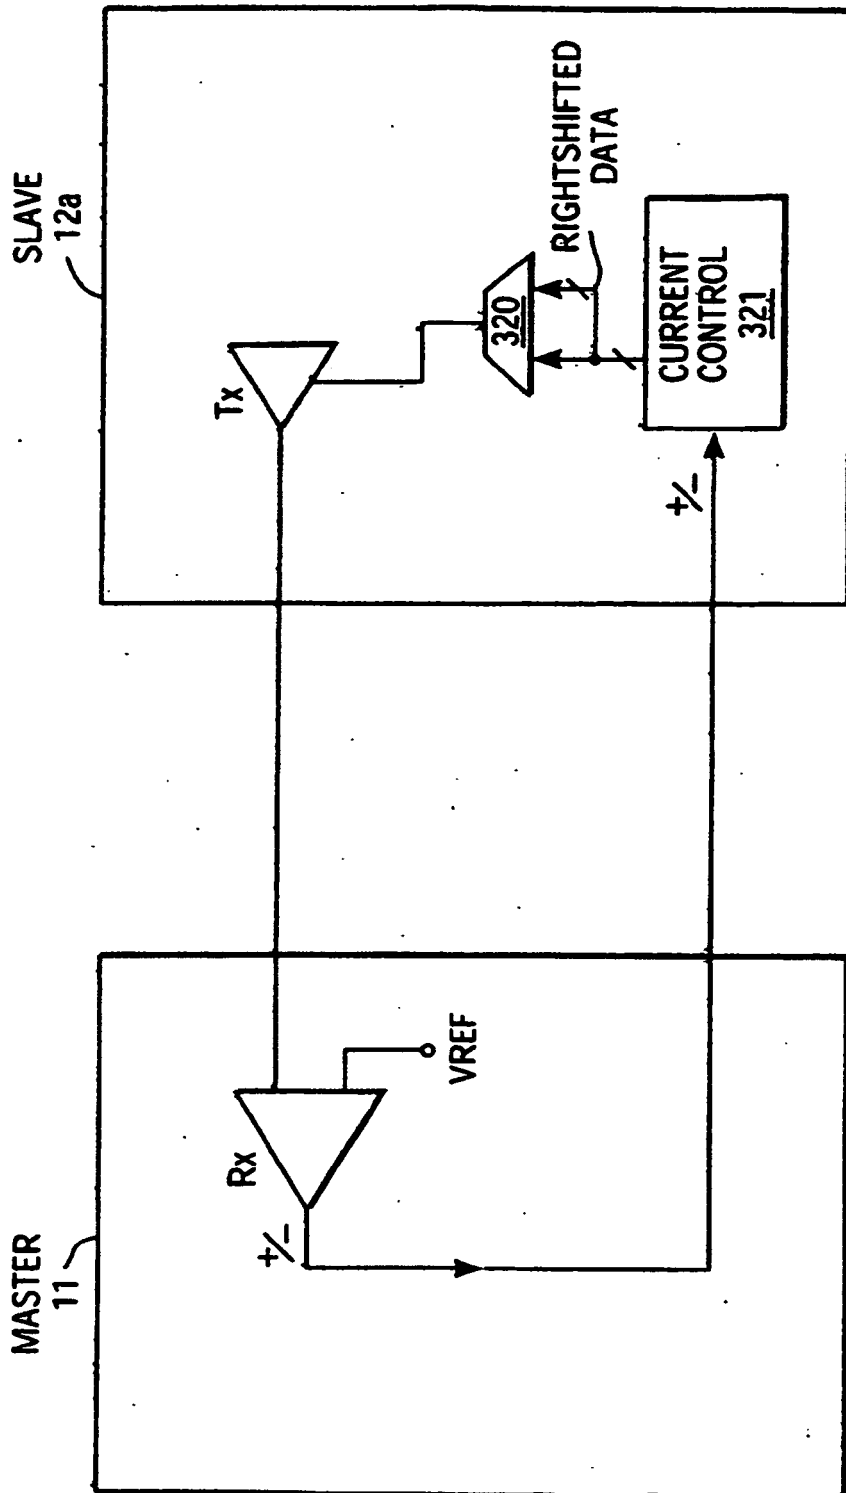 MASTER
11
Rx
+/-
VREF
SLAVE
12a
Tx
320
RIGHTSHIFTED
DATA
+/-
CURRENT
CONTROL
321